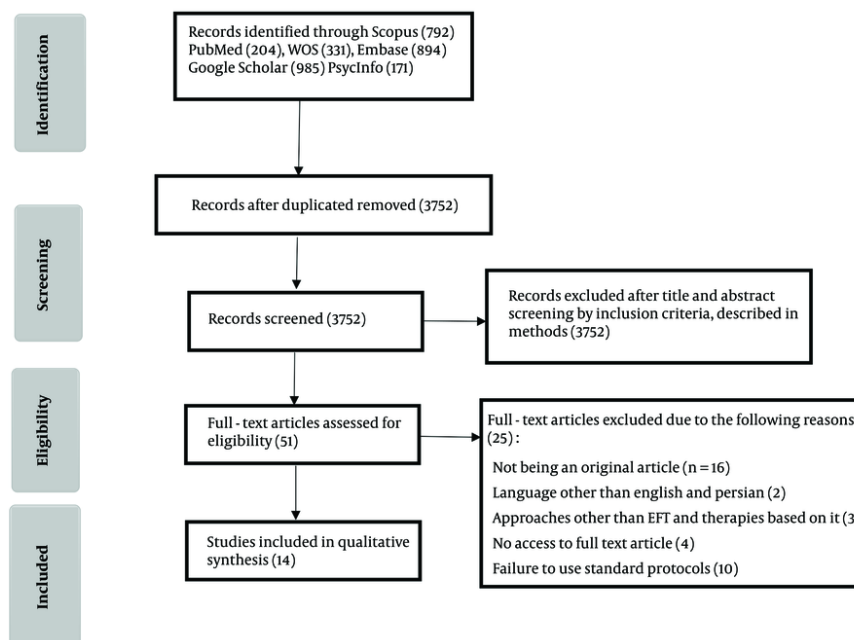 Identification
Records identified through Scopus (792)
PubMed (204), WOS (331), Embase (894)
Google Scholar (985) PsycInfo (171)
Records after duplicated removed (3752)
Screening
Records screened (3752)
Records excluded after title and abstract
screening by inclusion criteria, described in
methods (3752)
Eligibility
Full - text articles assessed for
eligibility (51)
Full - text articles excluded due to the following reasons
(25) :
Not being an original article (n = 16)
Language other than english and persian (2)
Approaches other than EFT and therapies based on it (3
No access to full text article (4)
Failure to use standard protocols (10)
Included
Studies included in qualitative
synthesis (14)